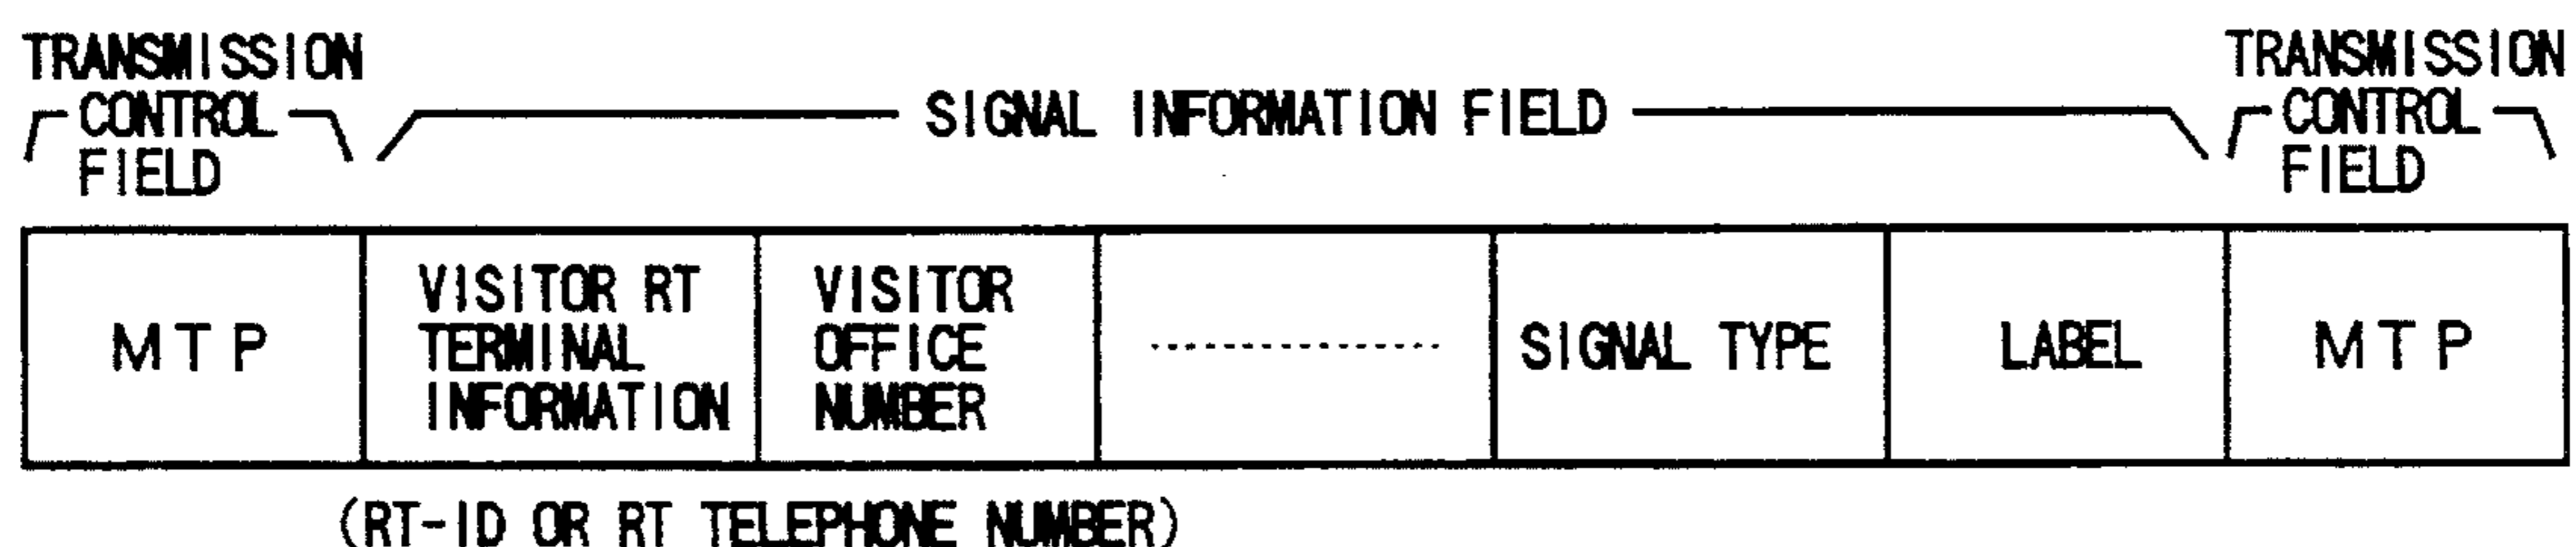 TRANSMISSION
CONTROL
FIELD
SIGNAL INFORMATION FIELD
TRANSMISSION
CONTROL
FIELD
MTP
VISITOR RT
TERMINAL
INFORMATION
VISITOR
OFFICE
NUMBER
SIGNAL TYPE
LABEL
MTP
(RT-ID OR RT TELEPHONE NUMBER)